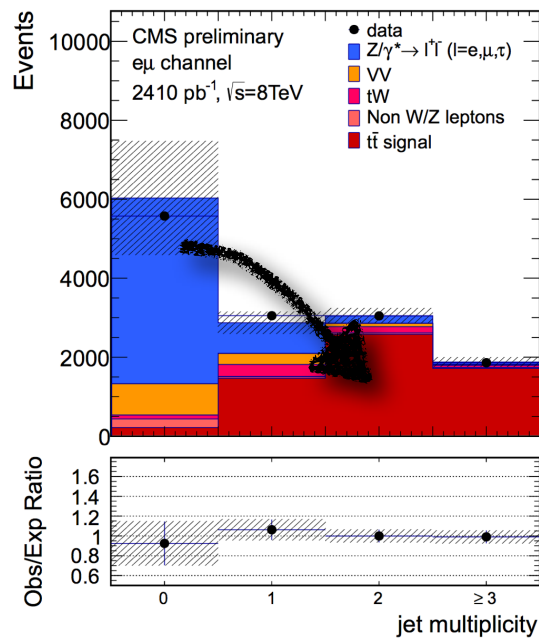 Events
10000
8000
6000
4000
2000
0
CMS preliminary
eμ channel
2410 pb⁻¹, √s=8TeV
data
Z/γ*→ l⁺l⁻ (l=e,μ,τ)
VV
tW
Non W/Z leptons
tt̄ signal
Obs/Exp Ratio
1.6
1.4
1.2
1
0.8
0.6
0 1 2 ≥ 3
jet multiplicity